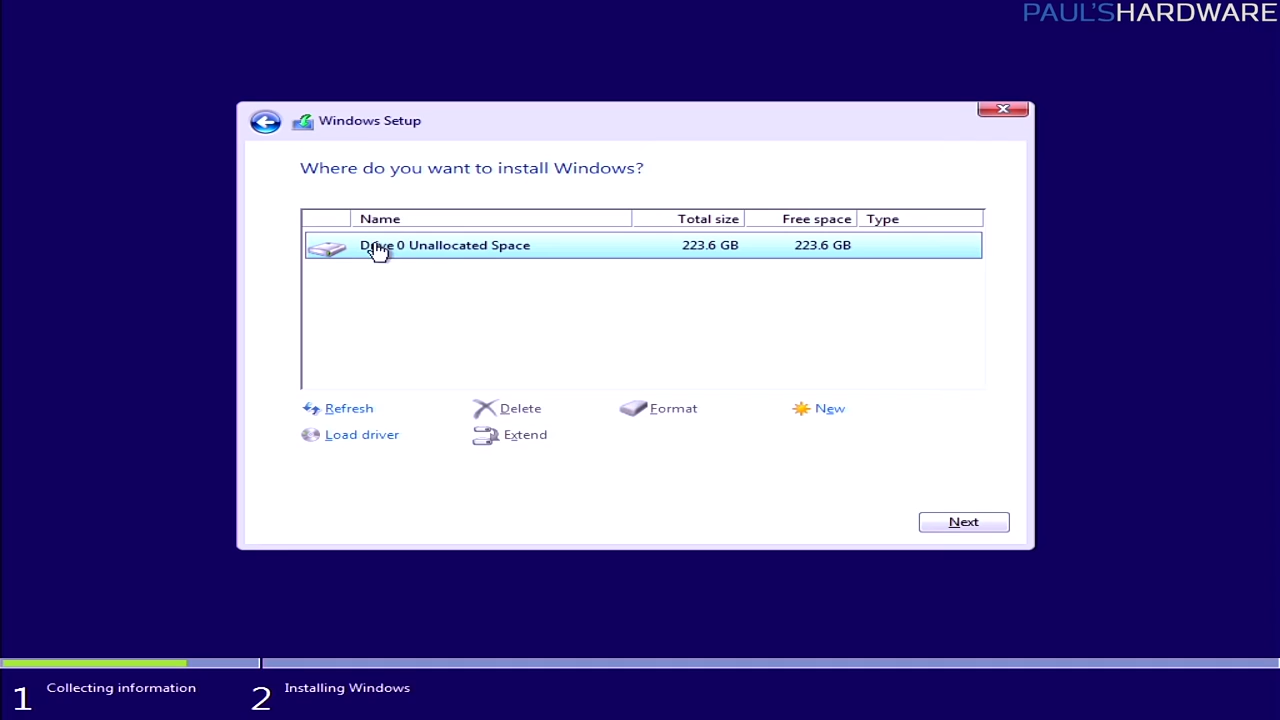 PAUL'SHARDWARE
Windows Setup
Where do you want to install Windows?
Name Total size Free space Type
Drive 0 Unallocated Space 223.6 GB 223.6 GB
Refresh Delete Format New
Load driver Extend
Next
1 Collecting information 2 Installing Windows